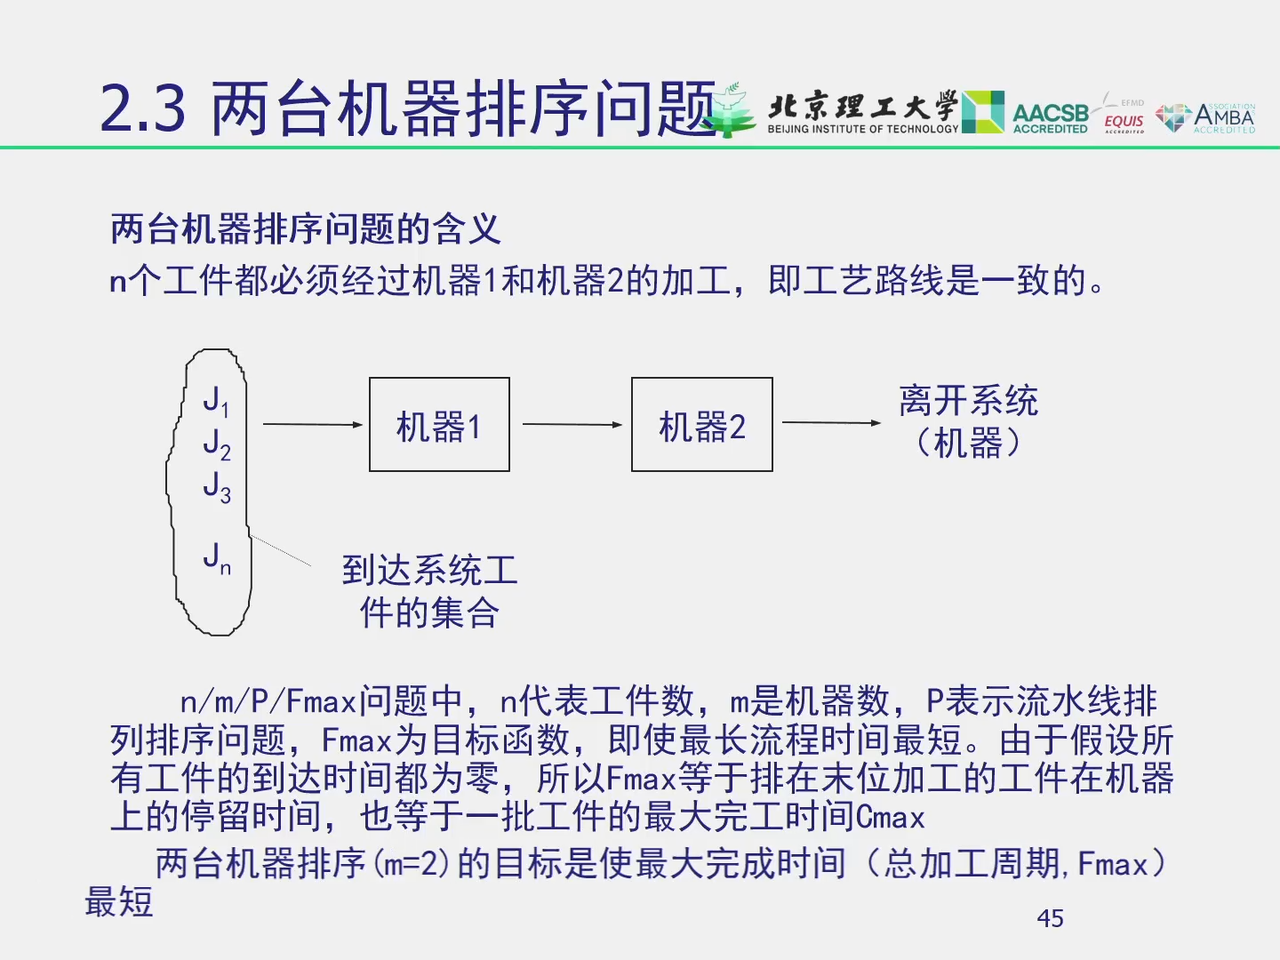 2.3 两台机器排序问题
北京理工大学
BEIJING INSTITUTE OF TECHNOLOGY
AACSB
ACCREDITED
EFMD
EQUIS
ACCREDITED
ASSOCIATION
AMBA
ACCREDITED
两台机器排序问题的含义
n个工件都必须经过机器1和机器2的加工，即工艺路线是一致的。
J1
J2
J3
Jn
机器1
机器2
离开系统
（机器）
到达系统工
件的集合
n/m/P/Fmax问题中，n代表工件数，m是机器数，P表示流水线排
列排序问题，Fmax为目标函数，即使最长流程时间最短。由于假设所
有工件的到达时间都为零，所以Fmax等于排在末位加工的工件在机器
上的停留时间，也等于一批工件的最大完工时间Cmax
两台机器排序(m=2)的目标是使最大完成时间（总加工周期,Fmax）
最短
45